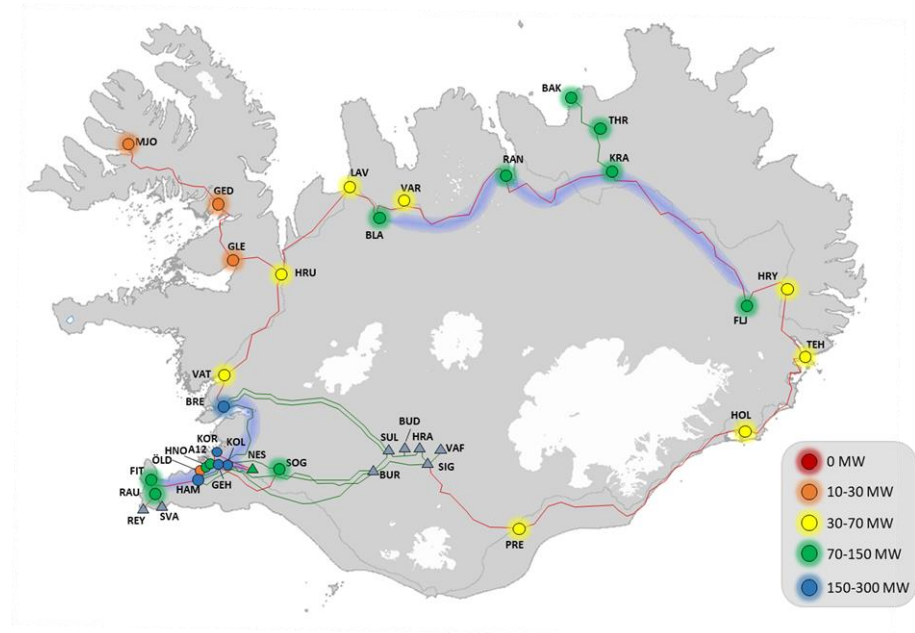 BAK
THR
MJO
RAN
KRA
LAV
GED
VAR
BLA
GLE
HRU
HRY
FLJ
VAT
TEH
BRE
BUD
HOL
KOR
SUL
HRA
VAF
HNO
A12
KOL
NES
ÖLD
SOG
SIG
FIT
BUR
HAM
GEH
RAU
REY
SVA
PRE
0 MW
10-30 MW
30-70 MW
70-150 MW
150-300 MW